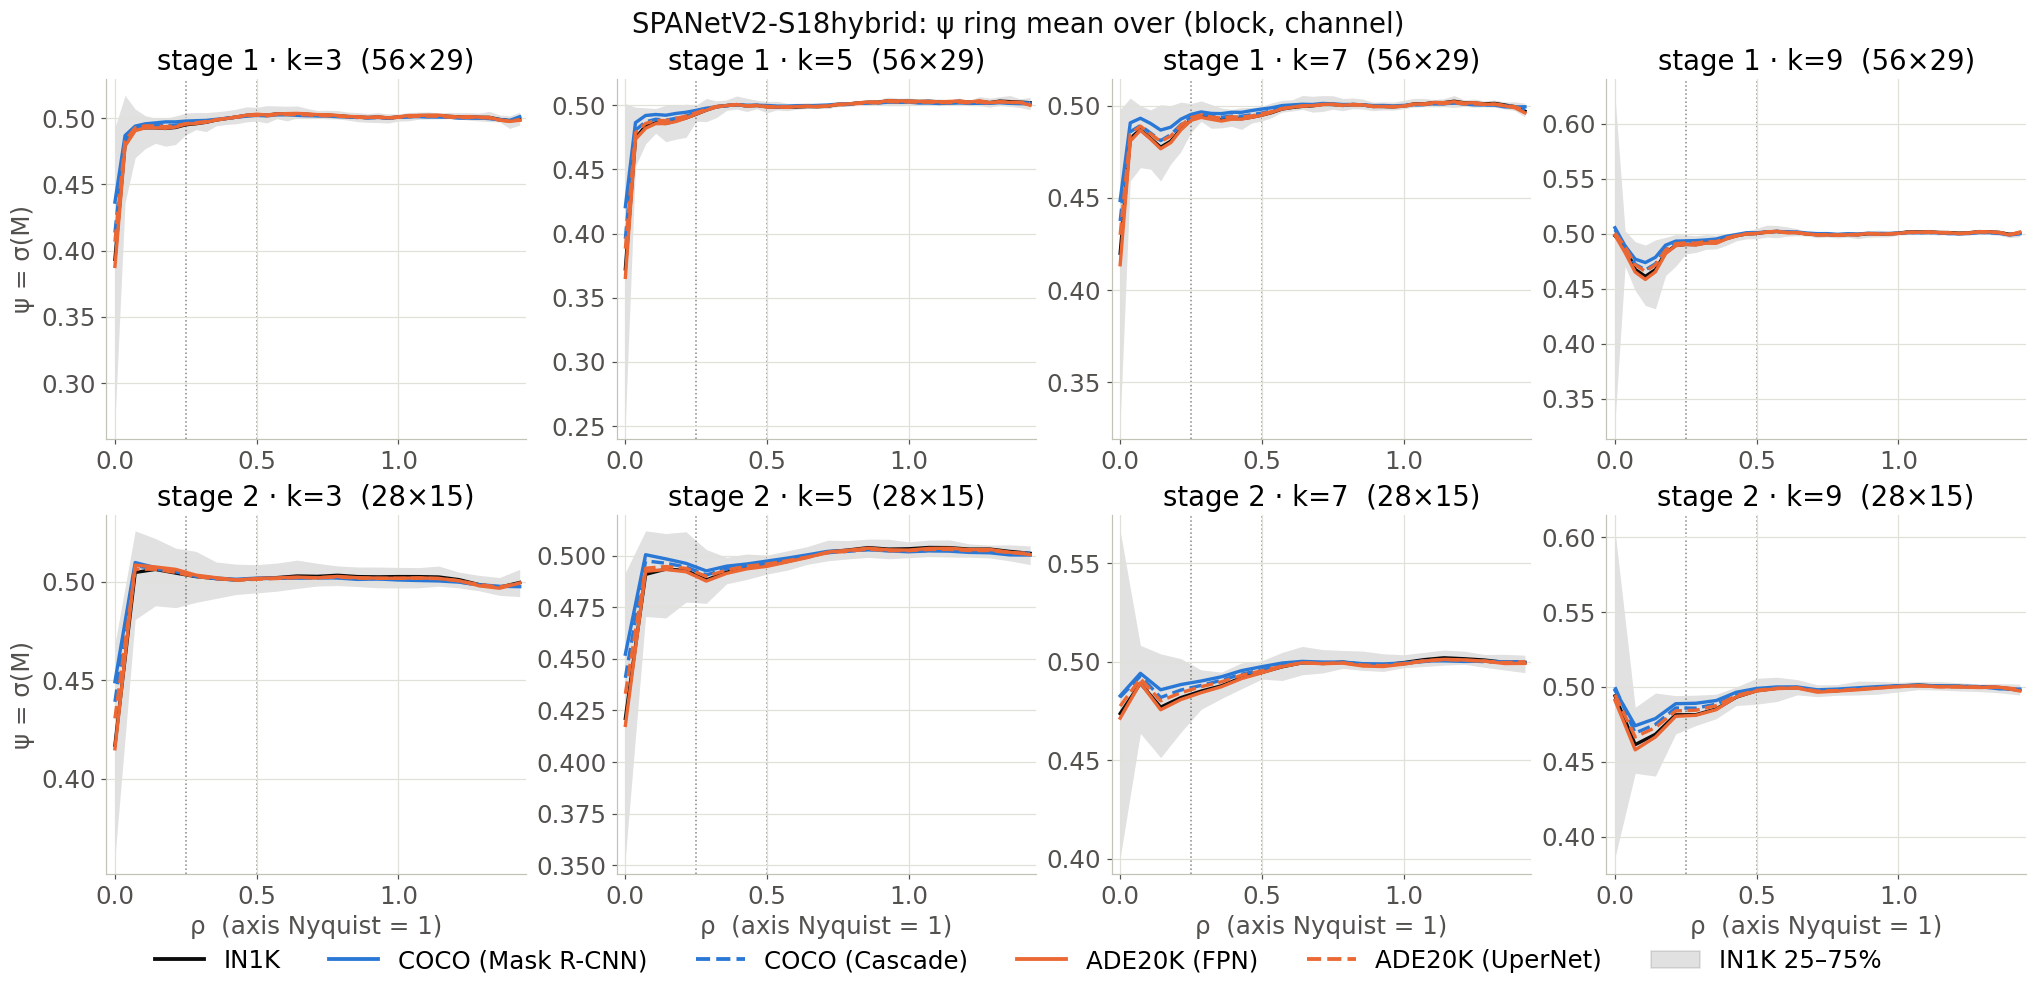 SPANetV2-S18hybrid: ψ ring mean over (block, channel)
stage 1 · k=3 (56×29)
stage 1 · k=5 (56×29)
stage 1 · k=7 (56×29)
stage 1 · k=9 (56×29)
ψ = σ(M)
0.50
0.45
0.40
0.35
0.30
0.0 0.5 1.0
0.50
0.45
0.40
0.35
0.30
0.25
0.0 0.5 1.0
0.50
0.45
0.40
0.35
0.0 0.5 1.0
0.60
0.55
0.50
0.45
0.40
0.35
0.0 0.5 1.0
stage 2 · k=3 (28×15)
stage 2 · k=5 (28×15)
stage 2 · k=7 (28×15)
stage 2 · k=9 (28×15)
ψ = σ(M)
0.50
0.45
0.40
0.0 0.5 1.0
ρ (axis Nyquist = 1)
0.500
0.475
0.450
0.425
0.400
0.375
0.350
0.0 0.5 1.0
ρ (axis Nyquist = 1)
0.55
0.50
0.45
0.40
0.0 0.5 1.0
ρ (axis Nyquist = 1)
0.60
0.55
0.50
0.45
0.40
0.0 0.5 1.0
ρ (axis Nyquist = 1)
IN1K COCO (Mask R-CNN) COCO (Cascade) ADE20K (FPN) ADE20K (UperNet) IN1K 25–75%